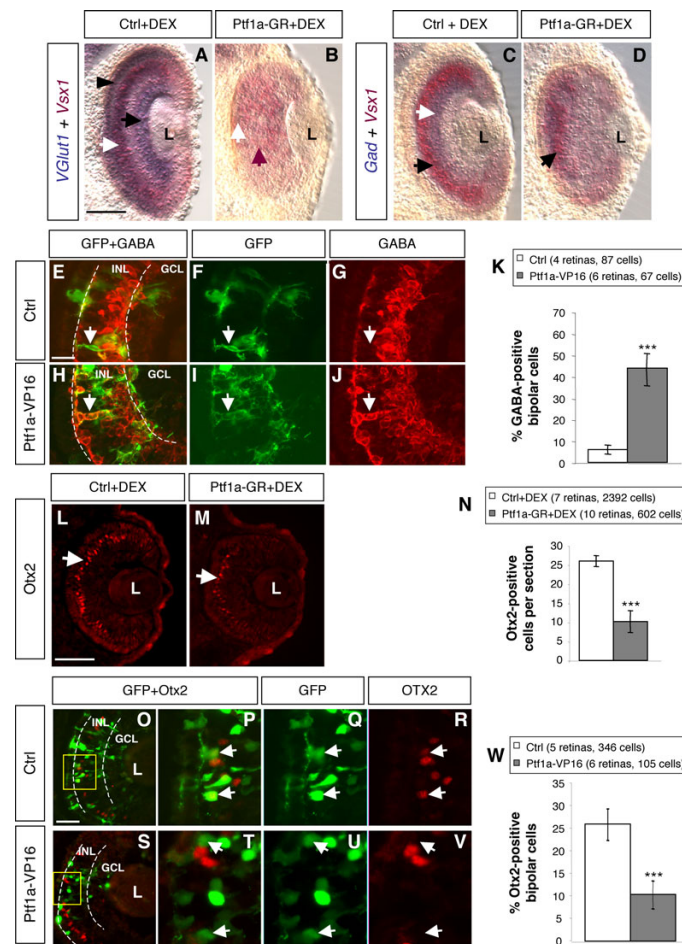 Ctrl+DEX
Ptf1a-GR+DEX
Ctrl + DEX
Ptf1a-GR+DEX
VGlut1 + Vsx1
A
L
B
L
Gad + Vsx1
C
L
D
L
GFP+GABA
GFP
GABA
Ctrl
E
INL
GCL
F
G
Ptf1a-VP16
H
INL
GCL
I
J
K
Ctrl (4 retinas, 87 cells)
Ptf1a-VP16 (6 retinas, 67 cells)
% GABA-positive
bipolar cells
80
70
60
50
40
30
20
10
0
***
Ctrl+DEX
Ptf1a-GR+DEX
Otx2
L
L
M
L
N
Ctrl+DEX (7 retinas, 2392 cells)
Ptf1a-GR+DEX (10 retinas, 602 cells)
Otx2-positive
cells per section
30
25
20
15
10
5
0
***
GFP+Otx2
GFP
OTX2
Ctrl
O
INL
GCL
L
P
Q
R
Ptf1a-VP16
S
INL
GCL
L
T
U
V
W
Ctrl (5 retinas, 346 cells)
Ptf1a-VP16 (6 retinas, 105 cells)
% Otx2-positive
bipolar cells
35
30
25
20
15
10
5
0
***